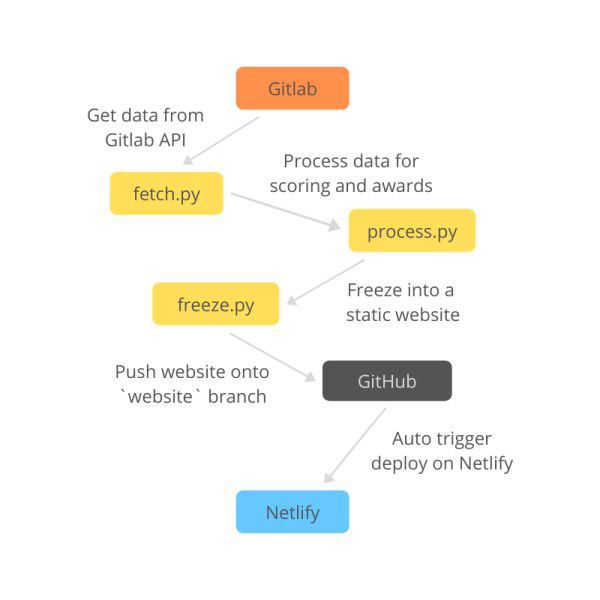 Gitlab
Get data from
Gitlab API
fetch.py
Process data for
scoring and awards
process.py
Freeze into a
static website
freeze.py
Push website onto
`website` branch
GitHub
Auto trigger
deploy on Netlify
Netlify